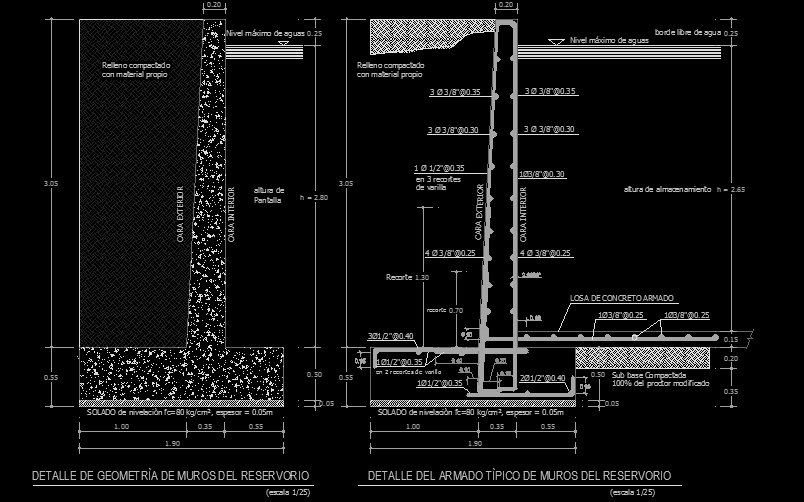 0.20
Nivel máximo de aguas
0.25
Relleno compactado
con material propio
3.05
CARA EXTERIOR
CARA INTERIOR
altura de
Pantalla
h = 2.80
0.55
0.50
0.05
SOLADO de nivelación fc=80 kg/cm², espesor = 0.05m
1.00
0.35
0.55
1.90
DETALLE DE GEOMETRÌA DE MUROS DEL RESERVORIO
(escala 1/25)
0.20
Nivel máximo de aguas
borde libre de agua
0.25
Relleno compactado
con material propio
3 Ø 3/8"@0.35
3 Ø 3/8"@0.35
3 Ø 3/8"@0.30
3 Ø 3/8"@0.30
1 Ø 1/2"@0.35
en 3 recortes
de varilla
1Ø3/8"@0.30
3.05
CARA EXTERIOR
CARA INTERIOR
altura de almacenamiento
h = 2.65
4 Ø 3/8"@0.25
4 Ø 3/8"@0.25
Recorte 1.30
recorte 0.70
LOSA DE CONCRETO ARMADO
1Ø3/8"@0.25
1Ø3/8"@0.25
3Ø1/2"@0.40
0.15
1Ø1/2"@0.35
en 2 recortes de varilla
0.20
1Ø1/2"@0.35
2Ø1/2"@0.40
0.50
Sub base Compactada
100% del proctor modificado
0.55
0.35
0.05
SOLADO de nivelación fc=80 kg/cm², espesor = 0.05m
1.00
0.35
0.55
1.90
DETALLE DEL ARMADO TÌPICO DE MUROS DEL RESERVORIO
(escala 1/25)